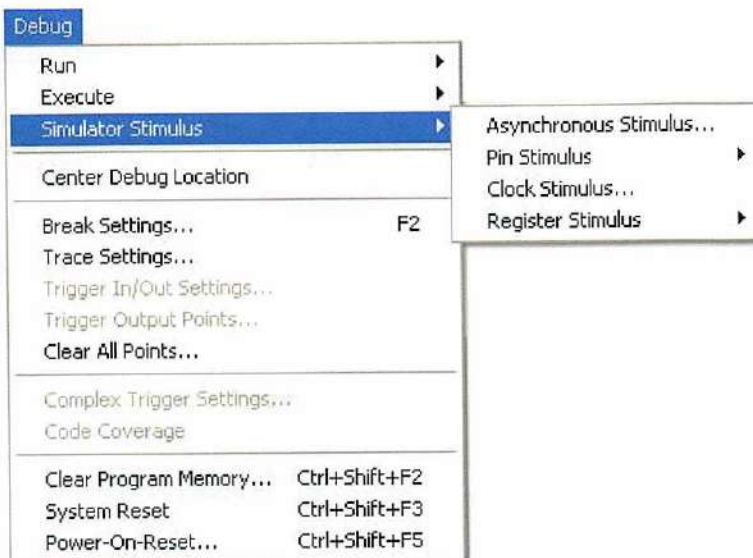 Debug
Run
Execute
Simulator Stimulus
Asynchronous Stimulus...
Pin Stimulus
Clock Stimulus...
Register Stimulus
Center Debug Location
Break Settings... F2
Trace Settings...
Trigger In/Out Settings...
Trigger Output Points...
Clear All Points...
Complex Trigger Settings...
Code Coverage
Clear Program Memory... Ctrl+Shift+F2
System Reset Ctrl+Shift+F3
Power-On-Reset... Ctrl+Shift+F5